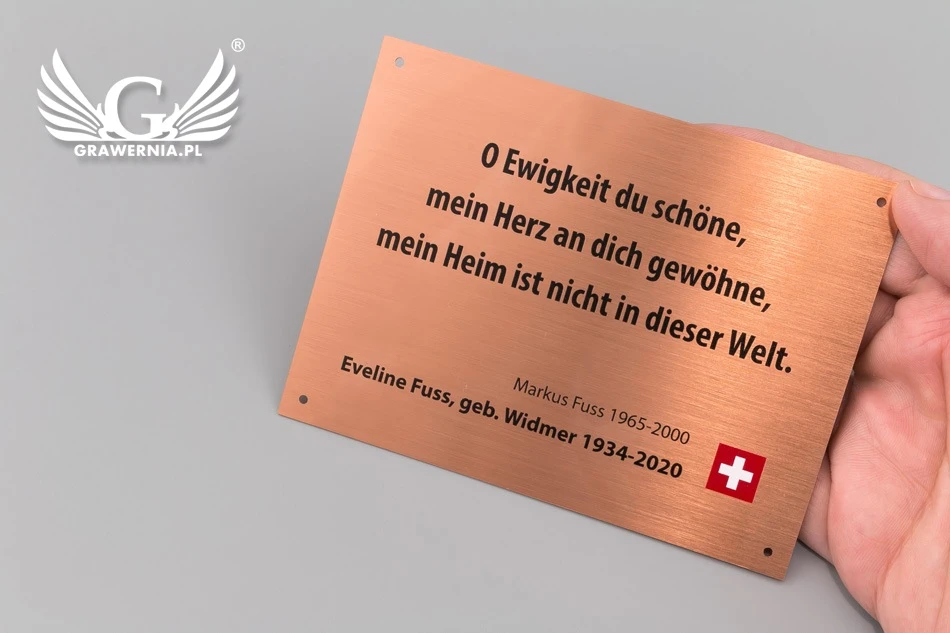 G
®
GRAWERNIA.PL
O Ewigkeit du schöne,
mein Herz an dich gewöhne,
mein Heim ist nicht in dieser Welt.
Markus Fuss 1965-2000
Eveline Fuss, geb. Widmer 1934-2020